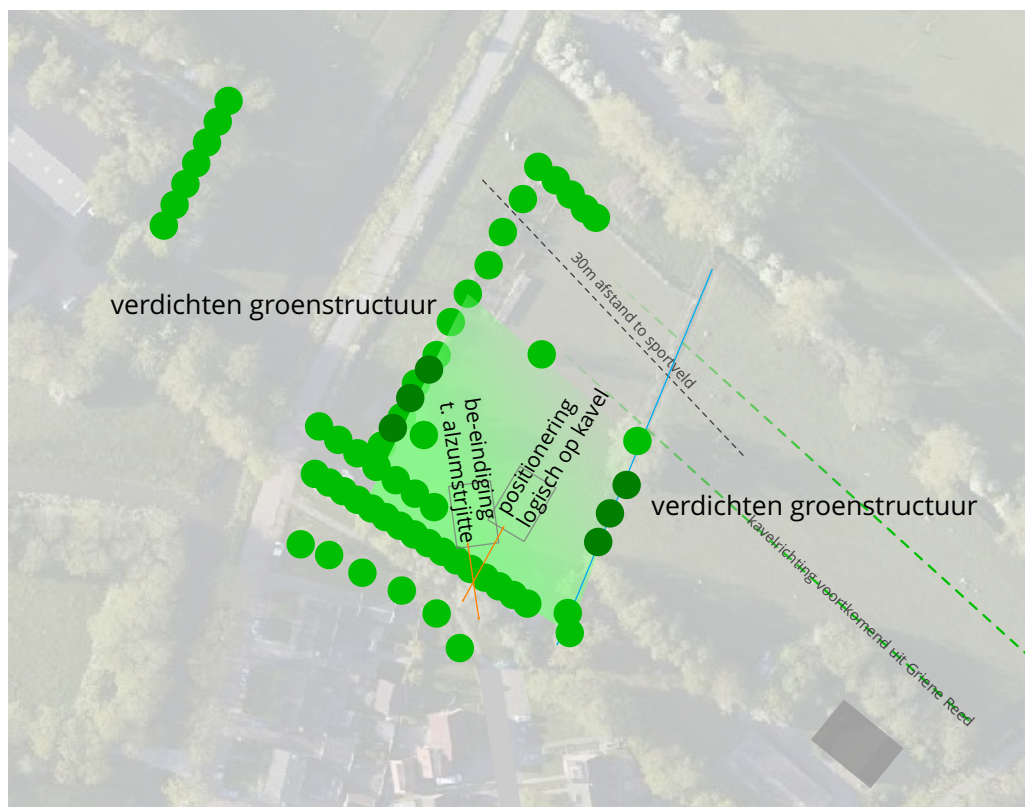 30m afstand to sportveld
verdichten groenstructuur
be-eindiging
t. alzumstrjitte
positionering
logisch op kavel
verdichten groenstructuur
kavelrichting voortkomend uit Griene Reed